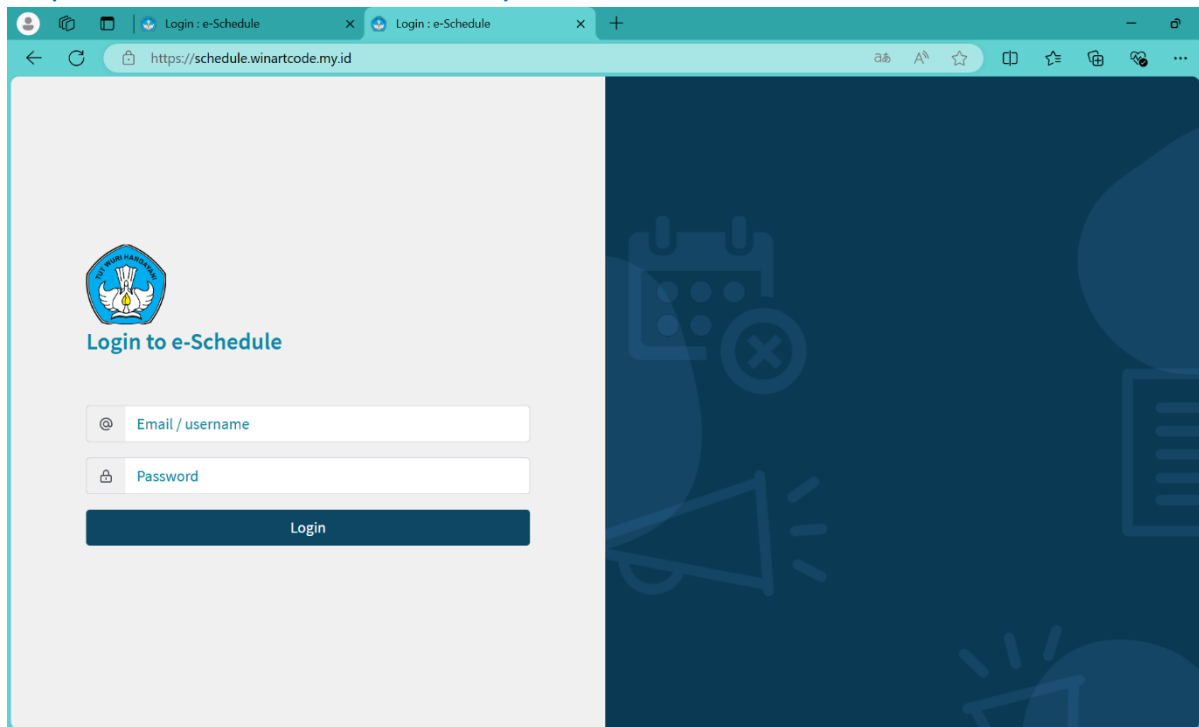 Login : e-Schedule
Login : e-Schedule
https://schedule.winartcode.my.id
TUT WURI HANDAYANI
Login to e-Schedule
@ Email / username
Password
Login